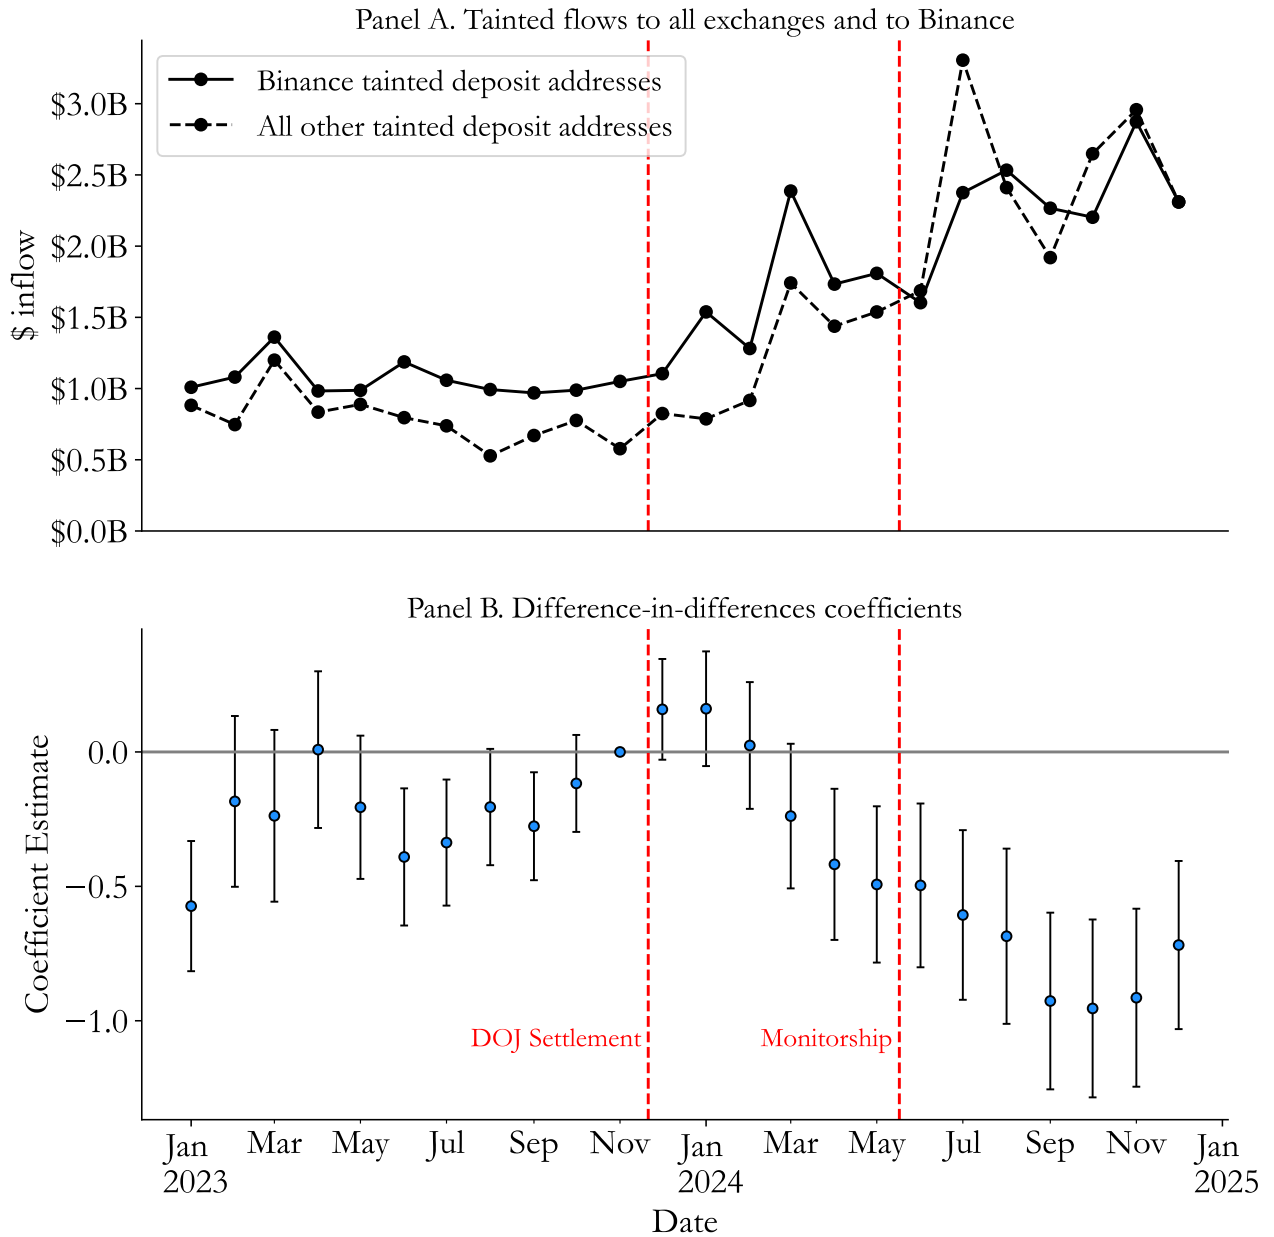 Panel A. Tainted flows to all exchanges and to Binance
Binance tainted deposit addresses
All other tainted deposit addresses
$3.0B
$2.5B
$2.0B
$1.5B
$1.0B
$0.5B
$0.0B
$ inflow
Panel B. Difference-in-differences coefficients
0.0
−0.5
−1.0
Coefficient Estimate
DOJ Settlement
Monitorship
Jan Mar May Jul Sep Nov Jan Mar May Jul Sep Nov Jan
2023 2024 2025
Date